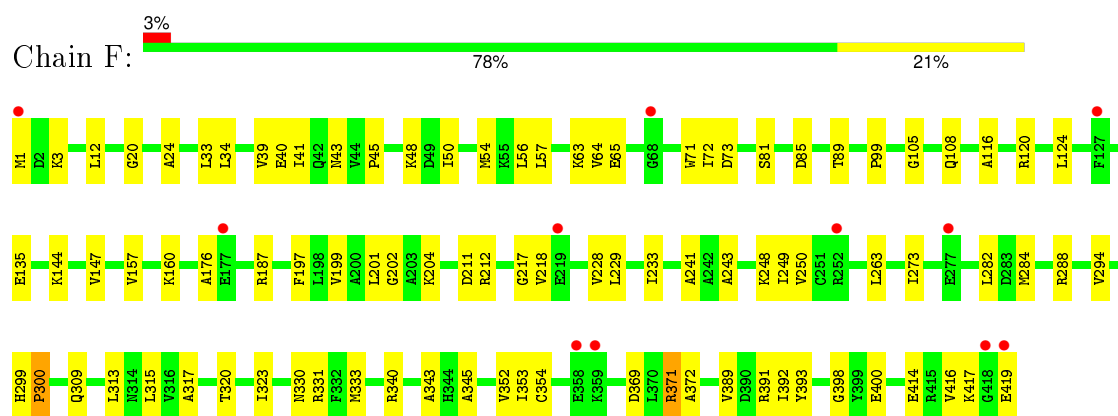 3%
Chain F:
78% 21%
M1 D2 K3 L12 G20 A24 L33 L34 V39 E40 I41 Q42 N43 V44 P45 K48 D49 I50 M54 K55 L56 L57 K63 V64 E65 G68 W71 I72 D73 S81 D85 T89 P99 G105 Q108 A116 R120 L124 F127
E135 K144 V147 V157 K160 A176 E177 R187 F197 L198 V199 A200 L201 G202 A203 K204 D211 R212 G217 V218 E219 V228 L229 I233 A241 A242 A243 K248 I249 V250 C251 R252 L263 I273 E277 L282 D283 M284 R288 V294
H299 P300 Q309 L313 N314 L315 V316 A317 T320 I323 N330 R331 F332 M333 R340 A343 H344 A345 V352 I353 C354 E358 K359 D369 L370 R371 A372 V389 D390 R391 I392 Y393 G398 Y399 E400 E414 R415 V416 K417 G418 E419